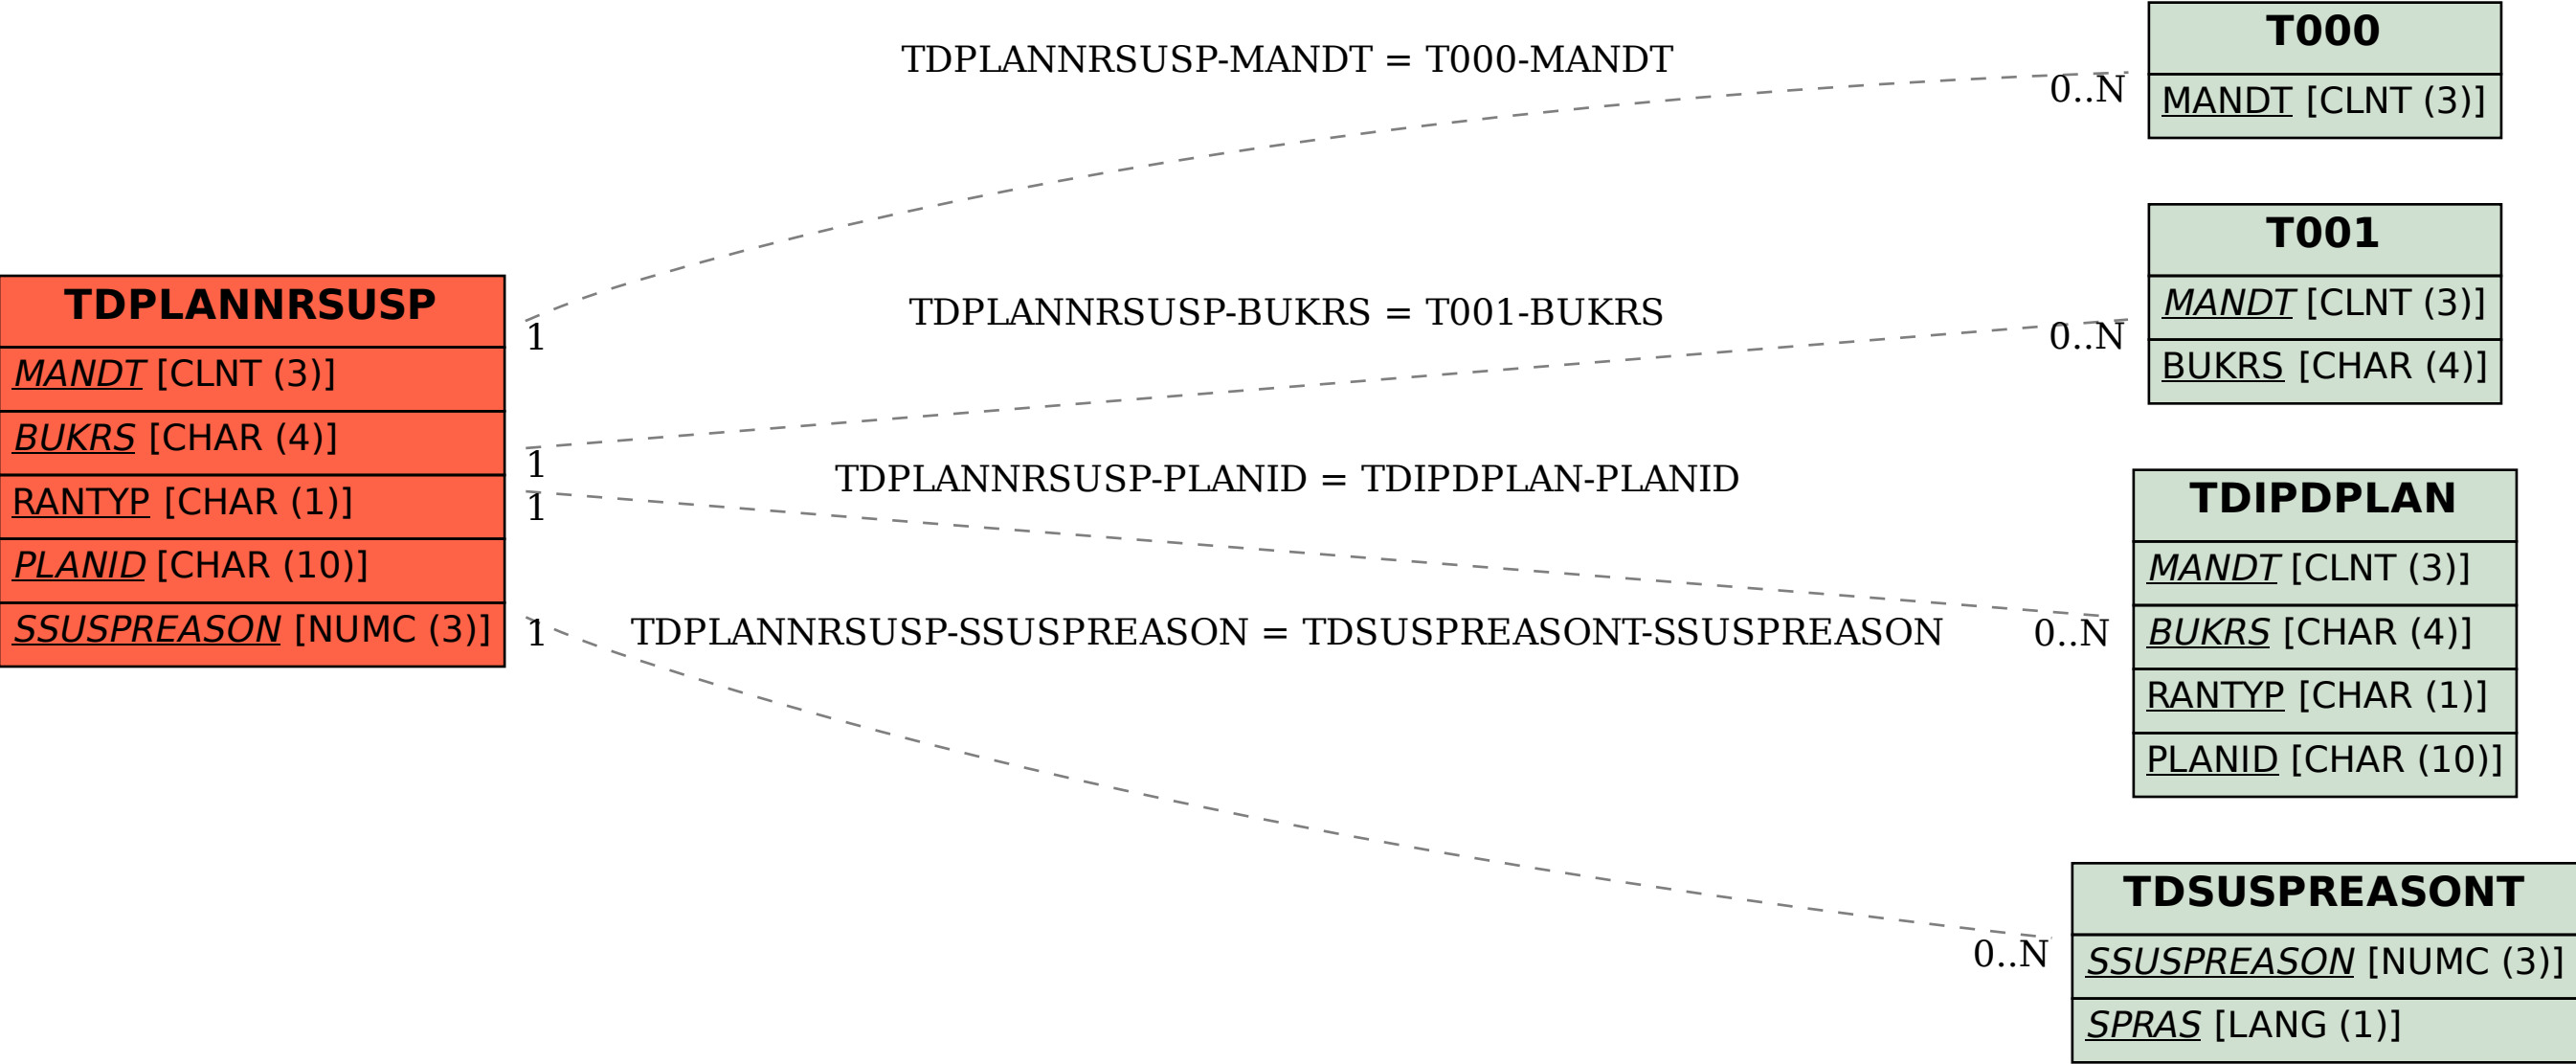 TDPLANNRSUSP
MANDT [CLNT (3)]
BUKRS [CHAR (4)]
RANTYP [CHAR (1)]
PLANID [CHAR (10)]
SSUSPREASON [NUMC (3)]
TDPLANNRSUSP-MANDT = T000-MANDT
1
0..N
TDPLANNRSUSP-BUKRS = T001-BUKRS
1
0..N
TDPLANNRSUSP-PLANID = TDIPDPLAN-PLANID
1
0..N
TDPLANNRSUSP-SSUSPREASON = TDSUSPREASONT-SSUSPREASON
1
0..N
T000
MANDT [CLNT (3)]
T001
MANDT [CLNT (3)]
BUKRS [CHAR (4)]
TDIPDPLAN
MANDT [CLNT (3)]
BUKRS [CHAR (4)]
RANTYP [CHAR (1)]
PLANID [CHAR (10)]
TDSUSPREASONT
SSUSPREASON [NUMC (3)]
SPRAS [LANG (1)]